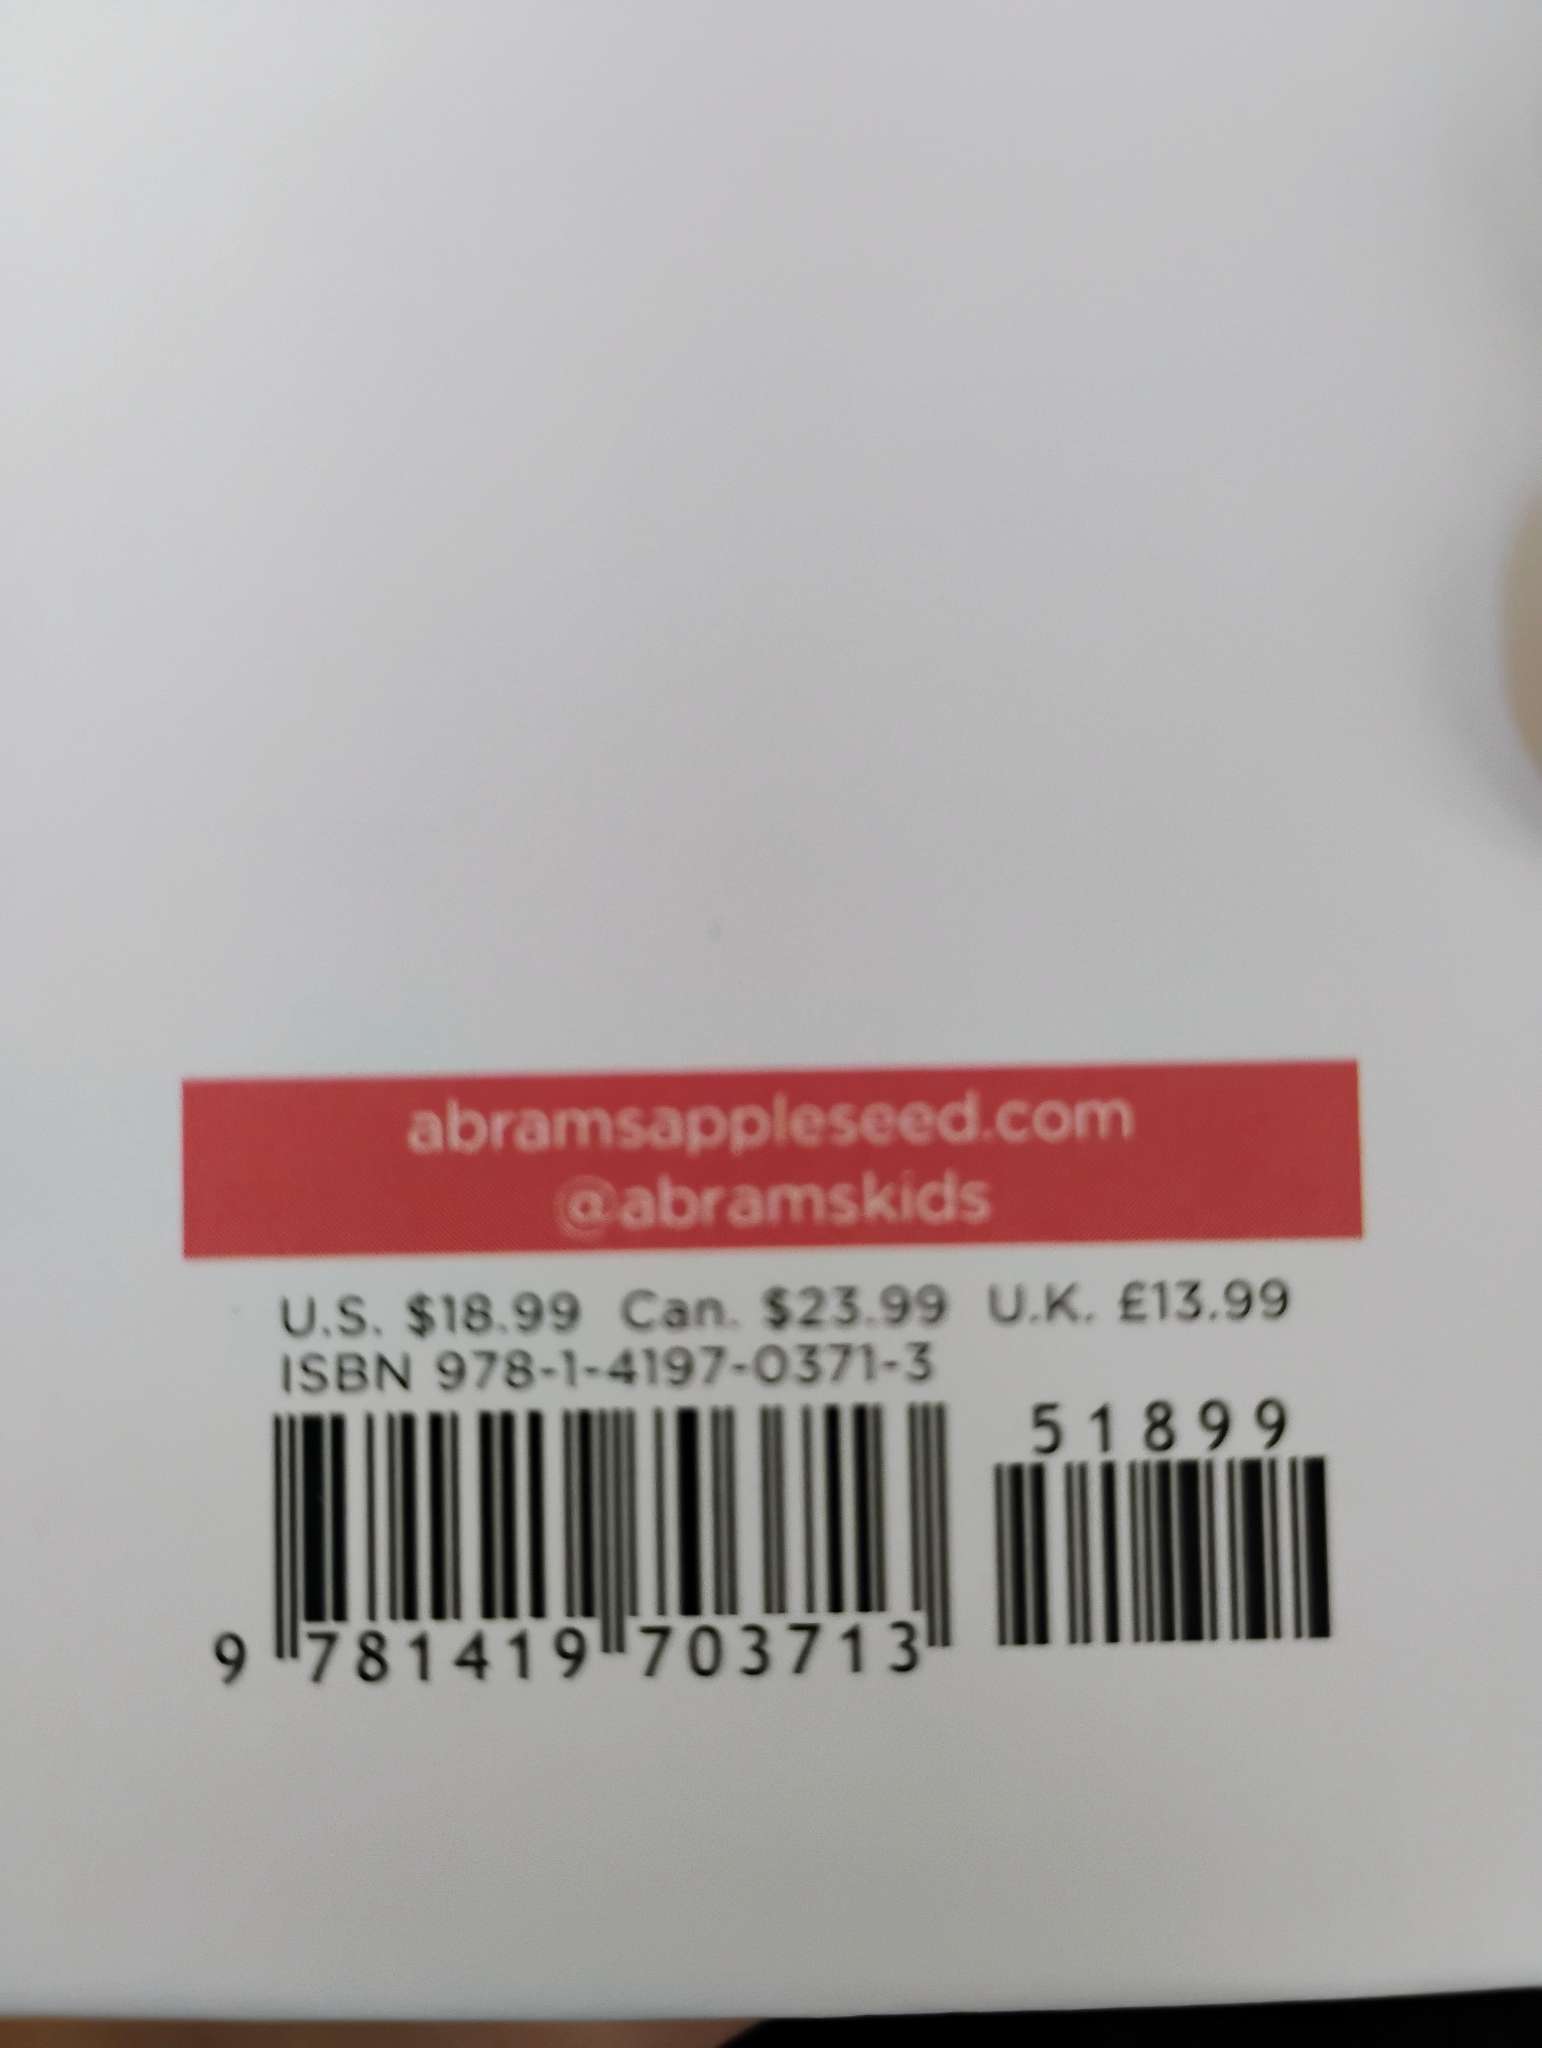 abramsappleseed.com
@abramskids
U.S. $18.99 Can. $23.99 U.K. £13.99
ISBN 978-1-4197-0371-3
51899
9 781419 703713